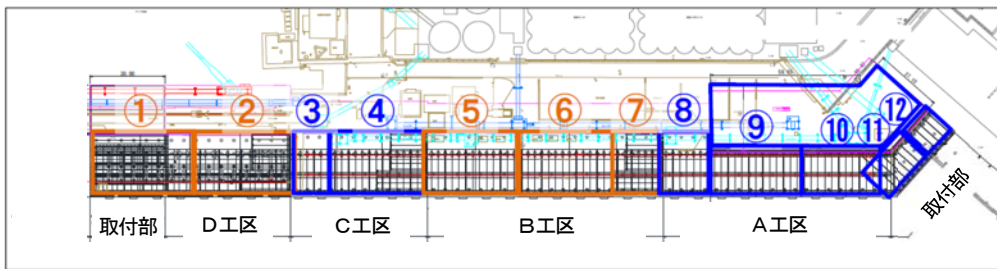 ① ② ③ ④ ⑤ ⑥ ⑦ ⑧ ⑨ ⑩ ⑪ ⑫
取付部 D工区 C工区 B工区 A工区 取付部